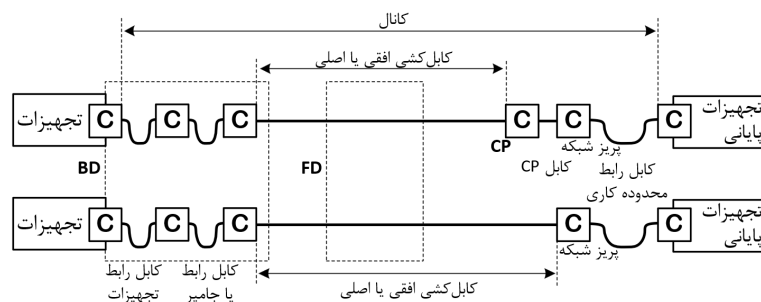 کانال
کابل‌کشی افقی یا اصلی
تجهیزات
C
C
C
C
C
C
تجهیزات
پایانی
BD
FD
CP
کابل CP
پریز شبکه
کابل رابط
محدوده کاری
تجهیزات
C
C
C
C
C
تجهیزات
پایانی
پریز شبکه
کابل رابط
تجهیزات
کابل رابط
یا جامپر
کابل‌کشی افقی یا اصلی